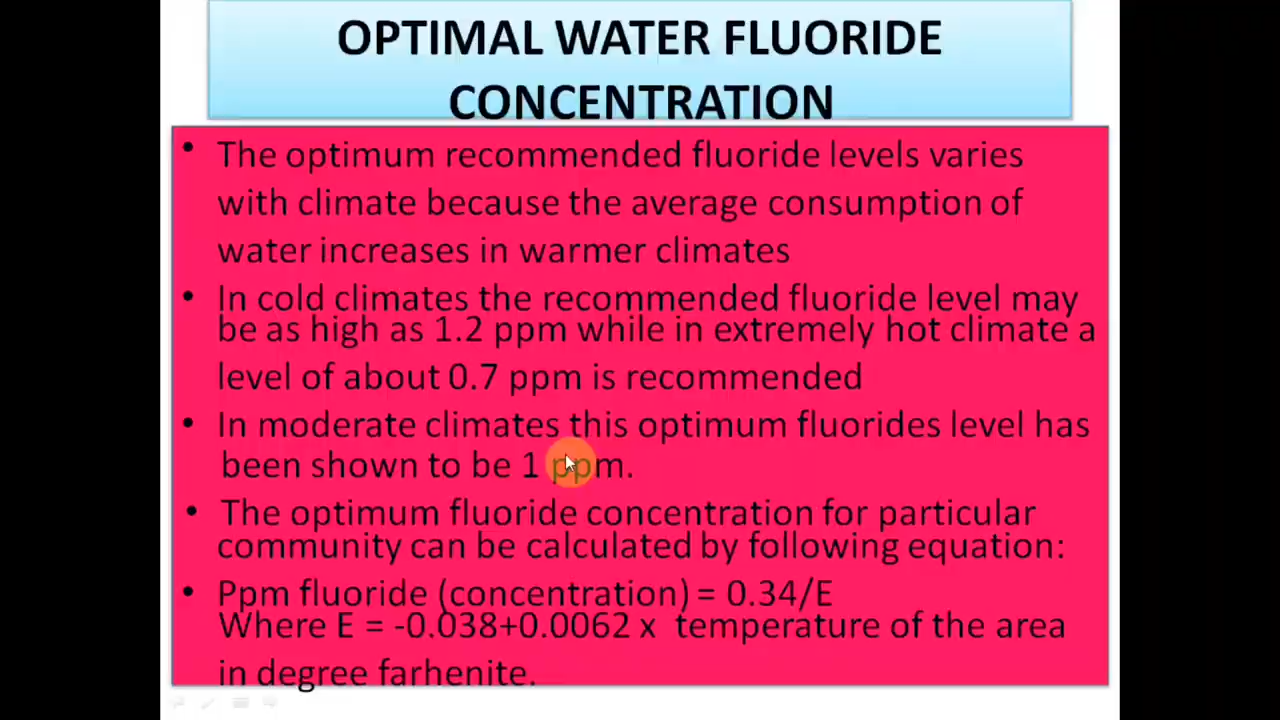 OPTIMAL WATER FLUORIDE
CONCENTRATION
• The optimum recommended fluoride levels varies
with climate because the average consumption of
water increases in warmer climates
• In cold climates the recommended fluoride level may
be as high as 1.2 ppm while in extremely hot climate a
level of about 0.7 ppm is recommended
• In moderate climates this optimum fluorides level has
been shown to be 1 ppm.
• The optimum fluoride concentration for particular
community can be calculated by following equation:
• Ppm fluoride (concentration) = 0.34/E
Where E = -0.038+0.0062 x temperature of the area
in degree farhenite.